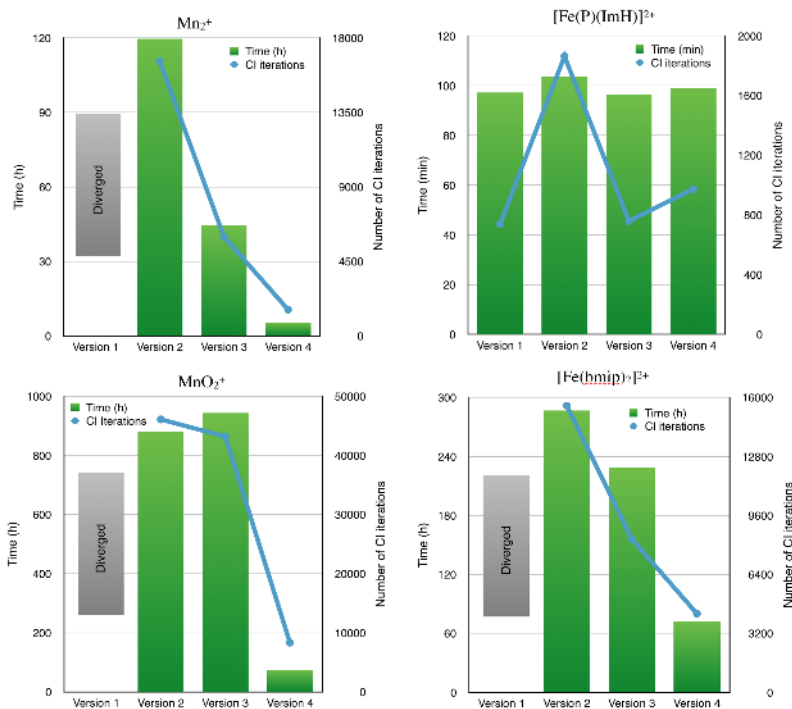 Mn₂⁺
120
90
60
30
0
Time (h)
18000
13500
9000
4500
0
Number of CI iterations
Time (h)
CI iterations
Diverged
Version 1 Version 2 Version 3 Version 4
[Fe(P)(ImH)]²⁺
120
100
80
60
40
20
0
Time (min)
2000
1600
1200
800
400
0
Number of CI iterations
Time (min)
CI iterations
Version 1 Version 2 Version 3 Version 4
MnO₂⁺
1000
800
600
400
200
0
Time (h)
50000
40000
30000
20000
10000
0
Number of CI iterations
Time (h)
CI Iterations
Diverged
Version 1 Version 2 Version 3 Version 4
[Fe(bmip)₂]²⁺
300
240
180
120
60
0
Time (h)
16000
12800
9600
6400
3200
0
Number of CI iterations
Time (h)
CI iterations
Diverged
Version 1 Version 2 Version 3 Version 4